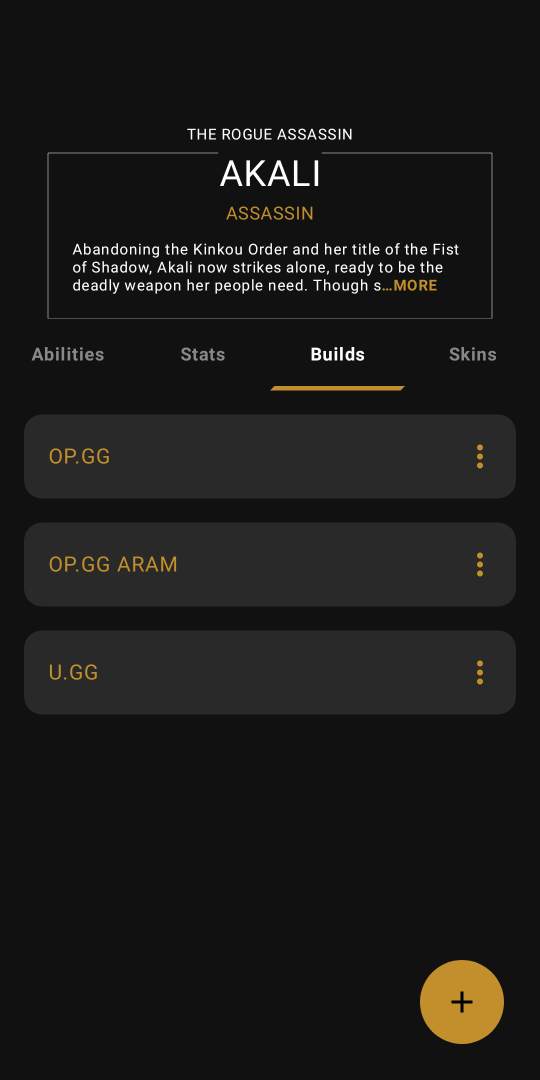 THE ROGUE ASSASSIN
AKALI
ASSASSIN
Abandoning the Kinkou Order and her title of the Fist
of Shadow, Akali now strikes alone, ready to be the
deadly weapon her people need. Though s...MORE
Abilities Stats Builds Skins
OP.GG
OP.GG ARAM
U.GG